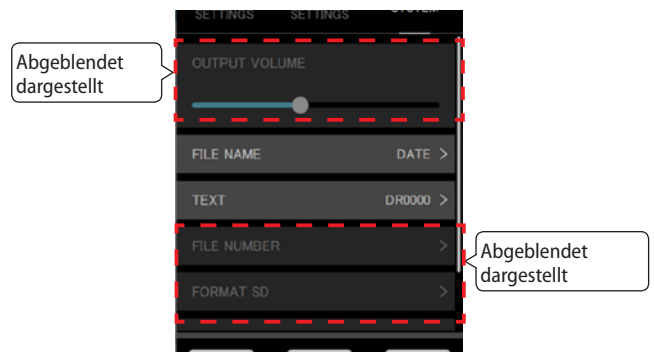 SETTINGS SETTINGS SYSTEM
Abgeblendet
dargestellt
OUTPUT VOLUME
FILE NAME DATE >
TEXT DR0000 >
FILE NUMBER >
FORMAT SD >
Abgeblendet
dargestellt